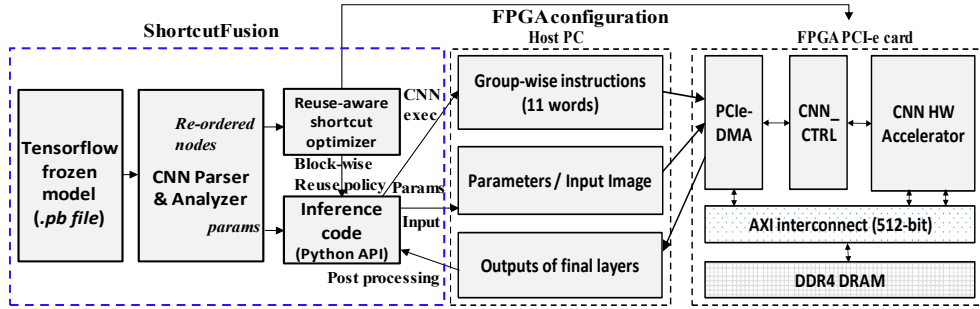 ShortcutFusion
FPGA configuration
Host PC
FPGA PCI-e card
Tensorflow
frozen
model
(.pb file)
Re-ordered
nodes
CNN Parser
& Analyzer
params
Reuse-aware
shortcut
optimizer
Block-wise
Reuse policy
Inference
code
(Python API)
CNN
exec
Params
Input
Post processing
Group-wise instructions
(11 words)
Parameters / Input Image
Outputs of final layers
PCIe-
DMA
CNN_
CTRL
CNN HW
Accelerator
AXI interconnect (512-bit)
DDR4 DRAM